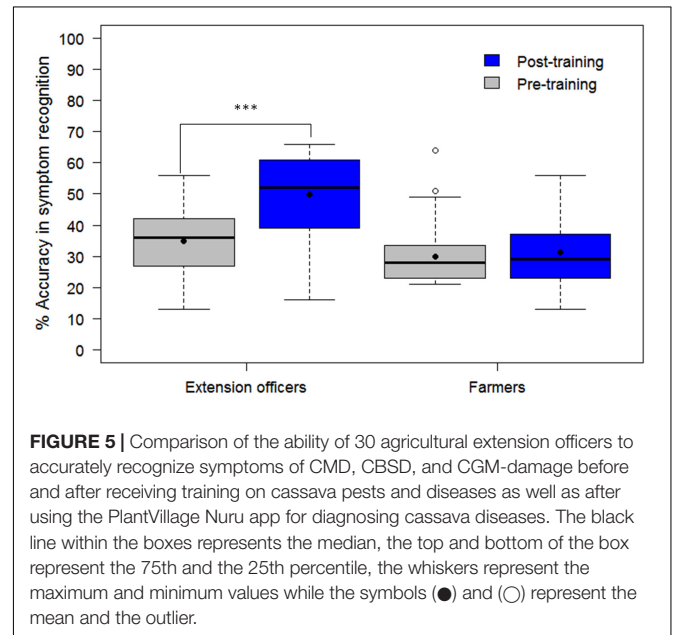 100
90
80
70
60
50
40
30
20
10
0
% Accuracy in symptom recognition
Post-training
Pre-training
***
Extension officers
Farmers
FIGURE 5 | Comparison of the ability of 30 agricultural extension officers to
accurately recognize symptoms of CMD, CBSD, and CGM-damage before
and after receiving training on cassava pests and diseases as well as after
using the PlantVillage Nuru app for diagnosing cassava diseases. The black
line within the boxes represents the median, the top and bottom of the box
represent the 75th and the 25th percentile, the whiskers represent the
maximum and minimum values while the symbols (●) and (○) represent the
mean and the outlier.